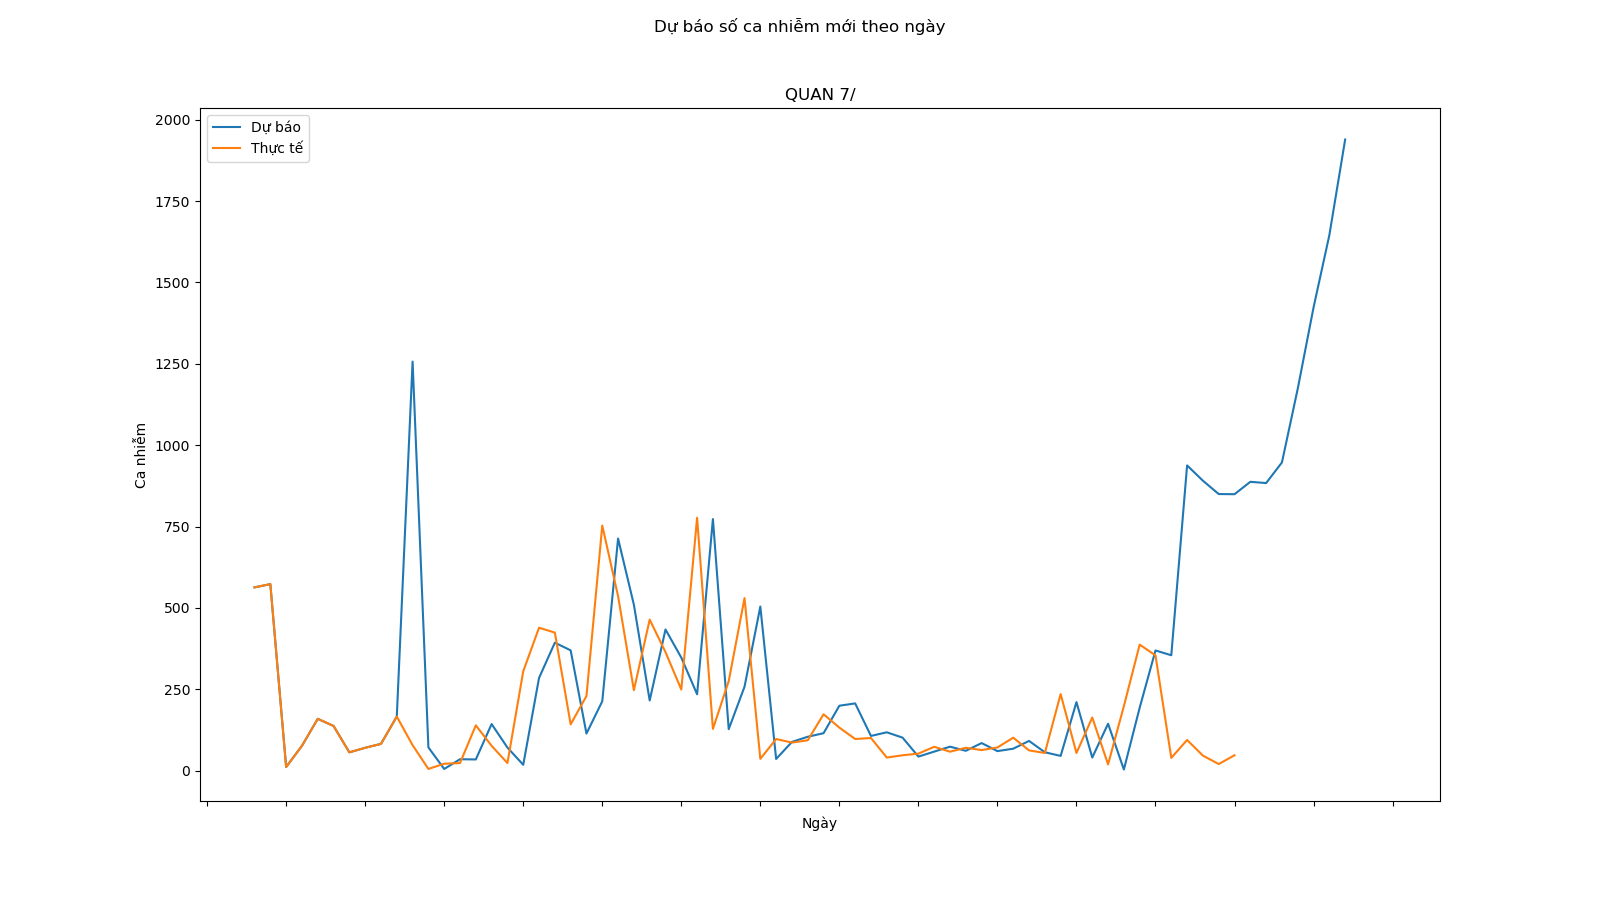 Dự báo số ca nhiễm mới theo ngày
QUAN 7/
Dự báo
Thực tế
2000
1750
1500
1250
1000
750
500
250
0
Ca nhiễm
Ngày